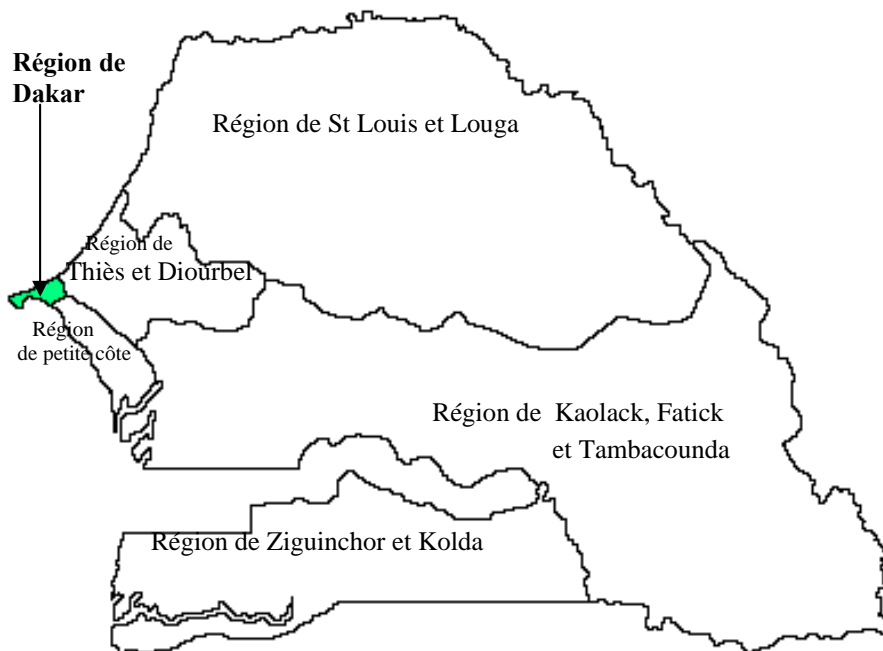 Région de
Dakar
Région de St Louis et Louga
Région de
Thiès et Diourbel
Région
de petite côte
Région de Kaolack, Fatick
et Tambacounda
Région de Ziguinchor et Kolda